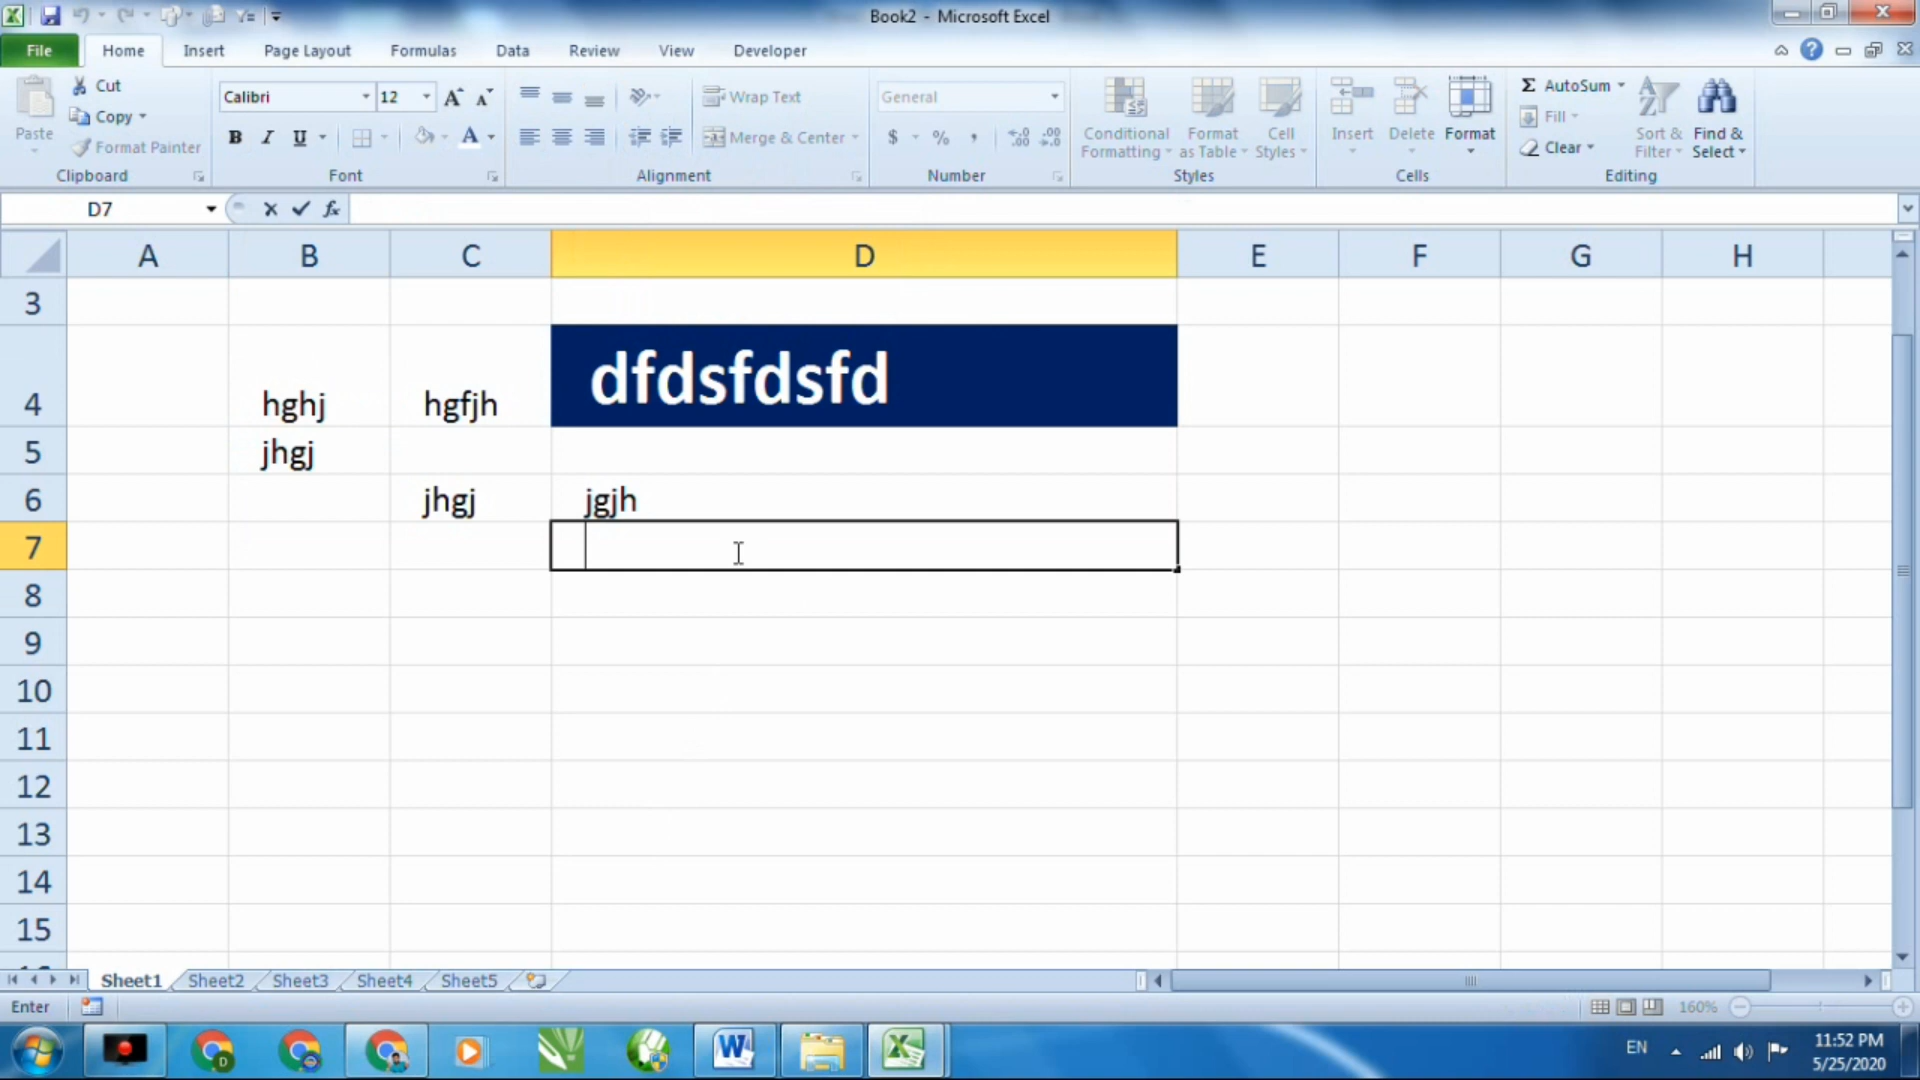 Book2 - Microsoft Excel
File Home Insert Page Layout Formulas Data Review View Developer
Paste
Cut
Copy
Format Painter
Clipboard
Calibri 12
B I U
Font
Wrap Text
Merge & Center
Alignment
General
$ % ,
Number
Conditional Formatting
Format as Table
Cell Styles
Styles
Insert
Delete
Format
Cells
Σ AutoSum
Fill
Clear
Sort & Filter
Find & Select
Editing
D7 fx
A B C D E F G H
3
4 hghj hgfjh dfdsfdsfd
5 jhgj
6 jhgj jgjh
7
8
9
10
11
12
13
14
15
Sheet1 Sheet2 Sheet3 Sheet4 Sheet5
Enter 160%
EN 11:52 PM
5/25/2020